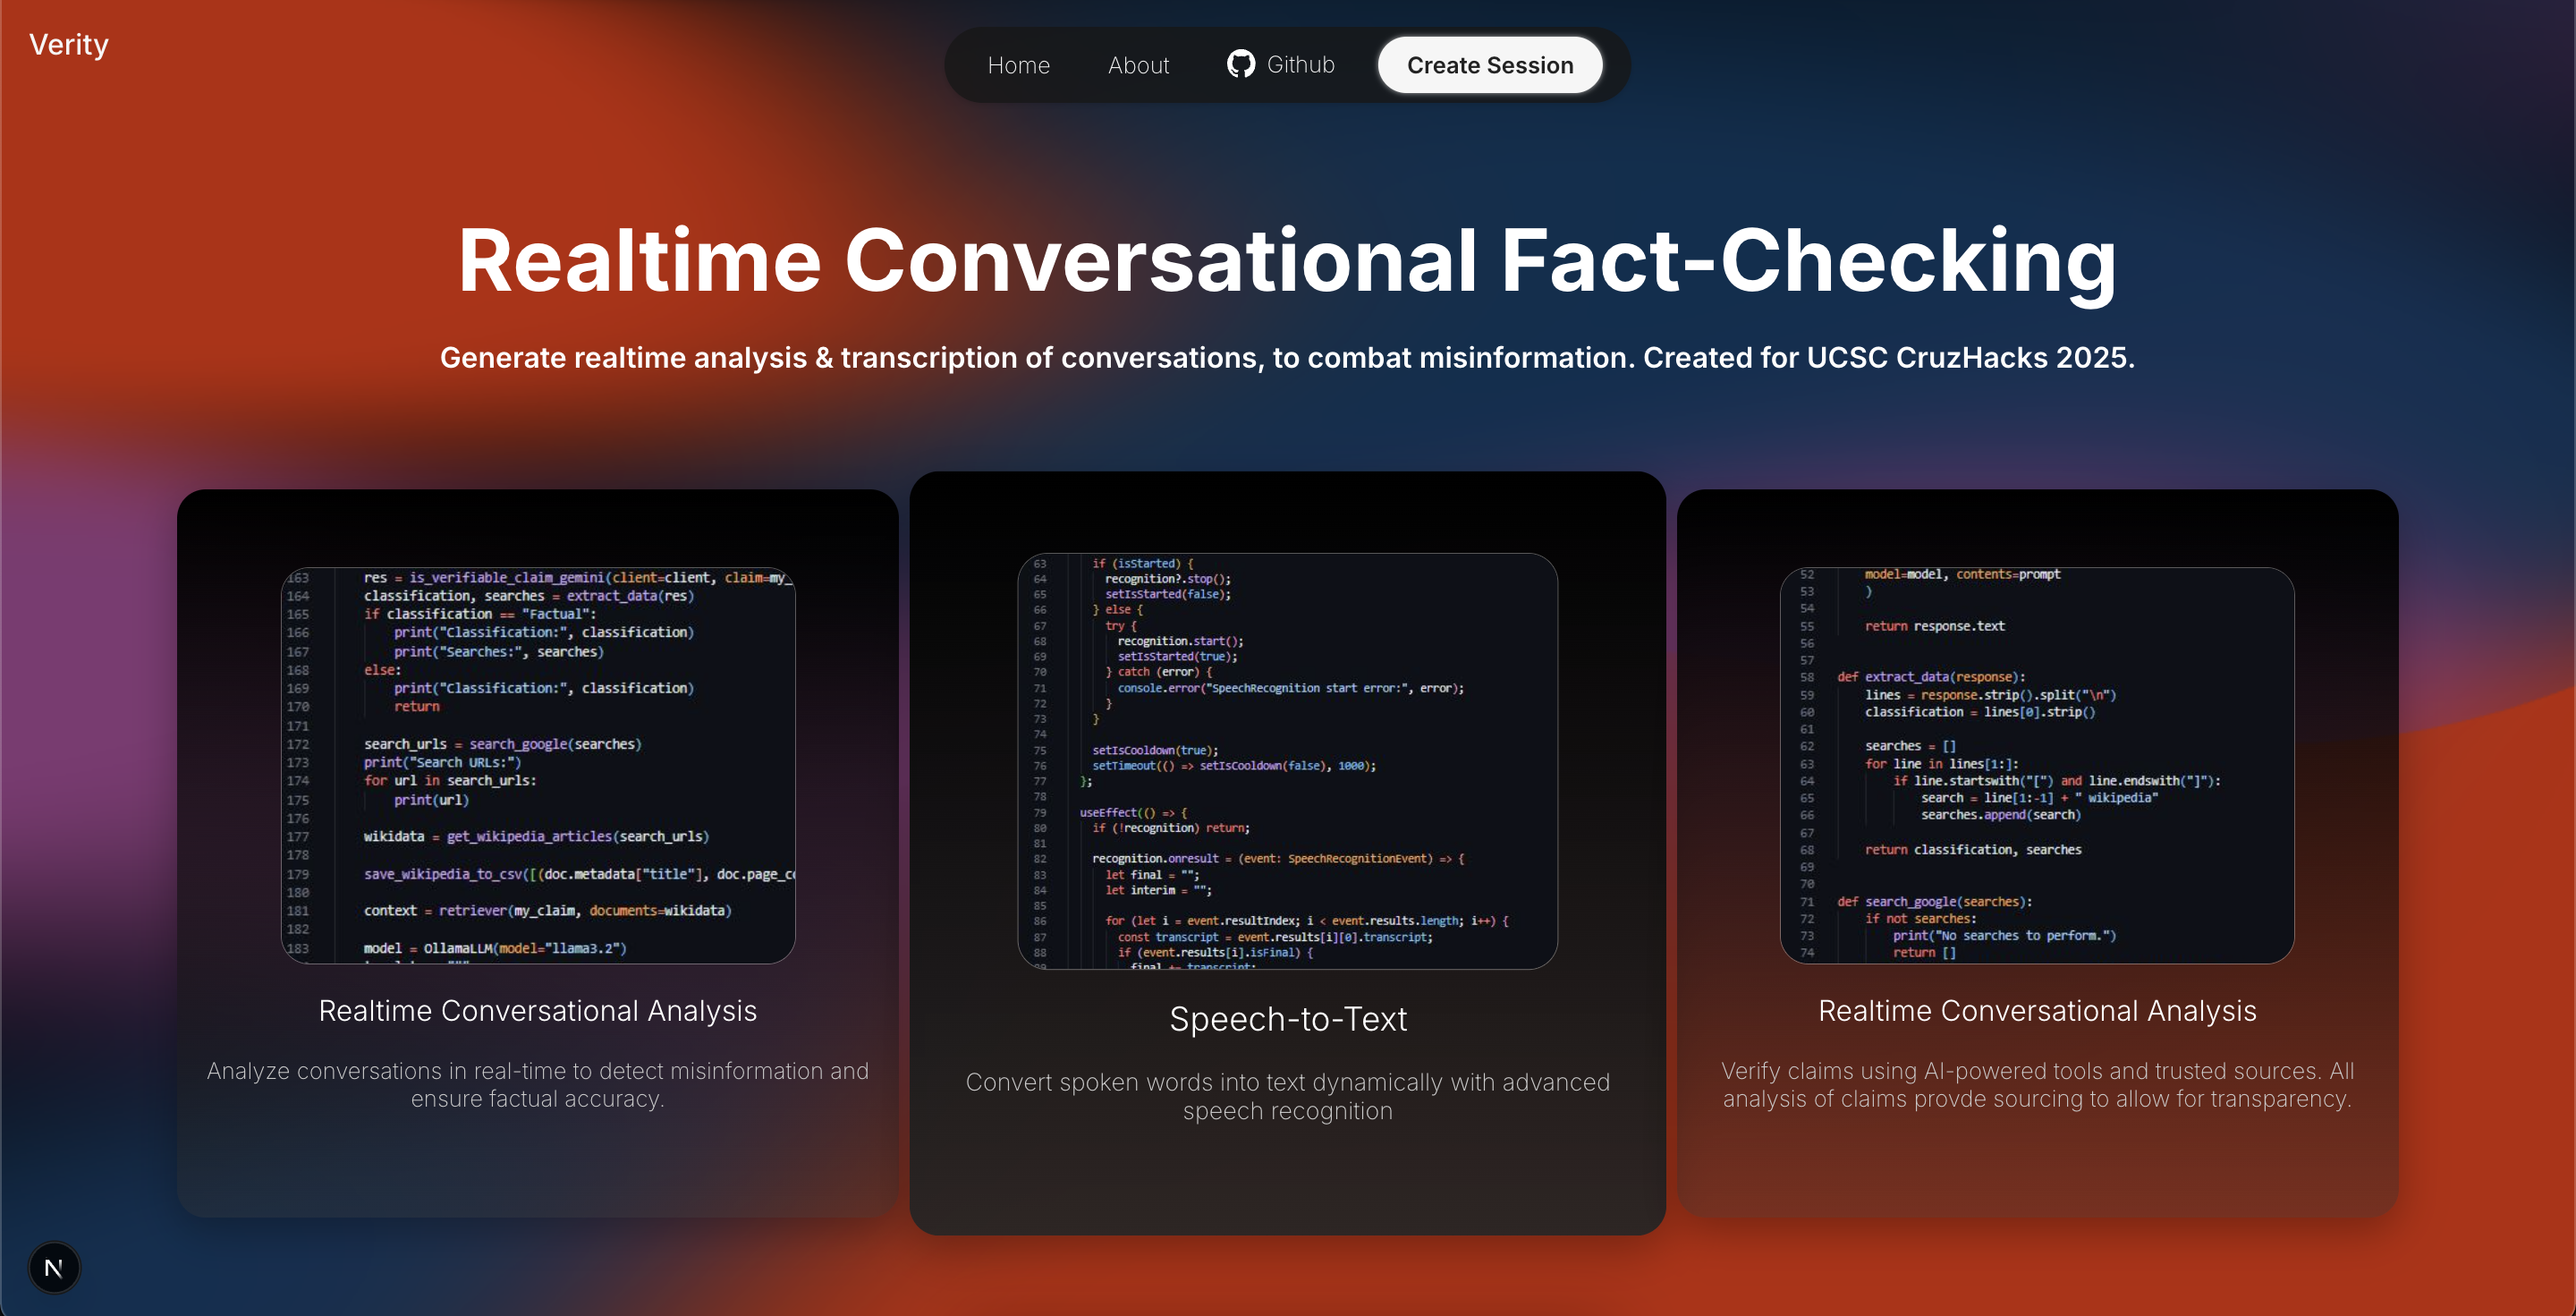 Verity
Home
About
Github
Create Session
Realtime Conversational Fact-Checking
Generate realtime analysis & transcription of conversations, to combat misinformation. Created for UCSC CruzHacks 2025.
163 res = is_verifiable_claim_gemini(client=client, claim=my_
164 classification, searches = extract_data(res)
165 if classification == "Factual":
166 print("Classification:", classification)
167 print("Searches:", searches)
168 else:
169 print("Classification:", classification)
170 return
171
172 search_urls = search_google(searches)
173 print("Search URLs:")
174 for url in search_urls:
175 print(url)
176
177 wikidata = get_wikipedia_articles(search_urls)
178
179 save_wikipedia_to_csv([(doc.metadata["title"], doc.page_c
180
181 context = retriever(my_claim, documents=wikidata)
182
183 model = OllamaLLM(model="llama3.2")
Realtime Conversational Analysis
Analyze conversations in real-time to detect misinformation and
ensure factual accuracy.
63 if (isStarted) {
64 recognition?.stop();
65 setIsStarted(false);
66 } else {
67 try {
68 recognition.start();
69 setIsStarted(true);
70 } catch (error) {
71 console.error("SpeechRecognition start error:", error);
72 }
73 }
74
75 setIsCooldown(true);
76 setTimeout(() => setIsCooldown(false), 1000);
77 };
78
79 useEffect(() => {
80 if (!recognition) return;
81
82 recognition.onresult = (event: SpeechRecognitionEvent) => {
83 let final = "";
84 let interim = "";
85
86 for (let i = event.resultIndex; i < event.results.length; i++) {
87 const transcript = event.results[i][0].transcript;
88 if (event.results[i].isFinal) {
89 final += transcript;
Speech-to-Text
Convert spoken words into text dynamically with advanced
speech recognition
52 model=model, contents=prompt
53 )
54
55 return response.text
56
57
58 def extract_data(response):
59 lines = response.strip().split("\n")
60 classification = lines[0].strip()
61
62 searches = []
63 for line in lines[1:]:
64 if line.startswith("[") and line.endswith("]"):
65 search = line[1:-1] + " wikipedia"
66 searches.append(search)
67
68 return classification, searches
69
70
71 def search_google(searches):
72 if not searches:
73 print("No searches to perform.")
74 return []
Realtime Conversational Analysis
Verify claims using AI-powered tools and trusted sources. All
analysis of claims provde sourcing to allow for transparency.
N